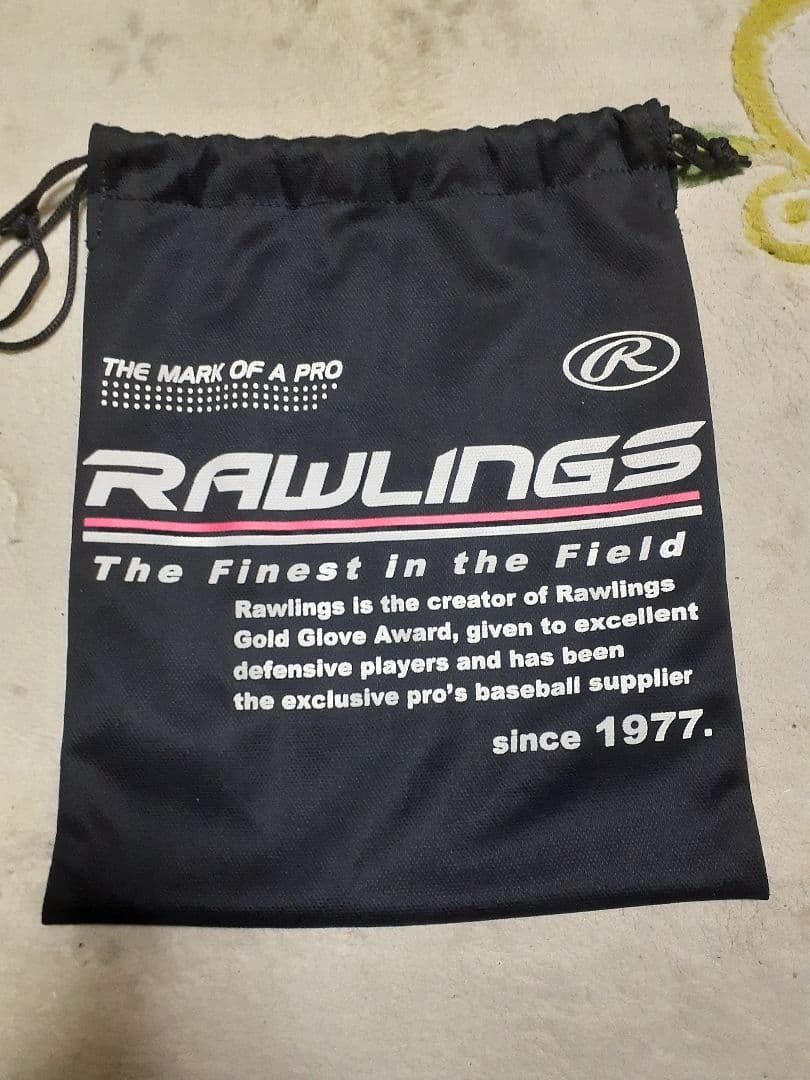 THE MARK OF A PRO
R
RAWLINGS
The Finest in the Field
Rawlings is the creator of Rawlings
Gold Glove Award, given to excellent
defensive players and has been
the exclusive pro's baseball supplier
since 1977.